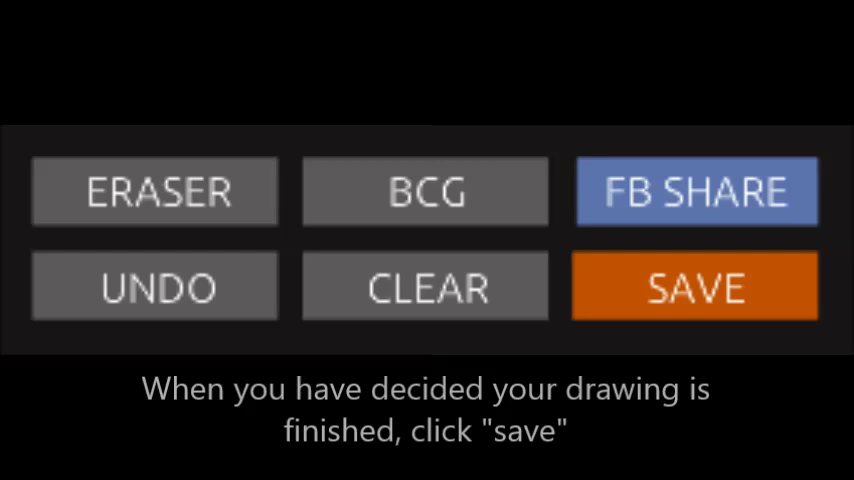 ERASER BCG FB SHARE
UNDO CLEAR SAVE
When you have decided your drawing is
finished, click "save"